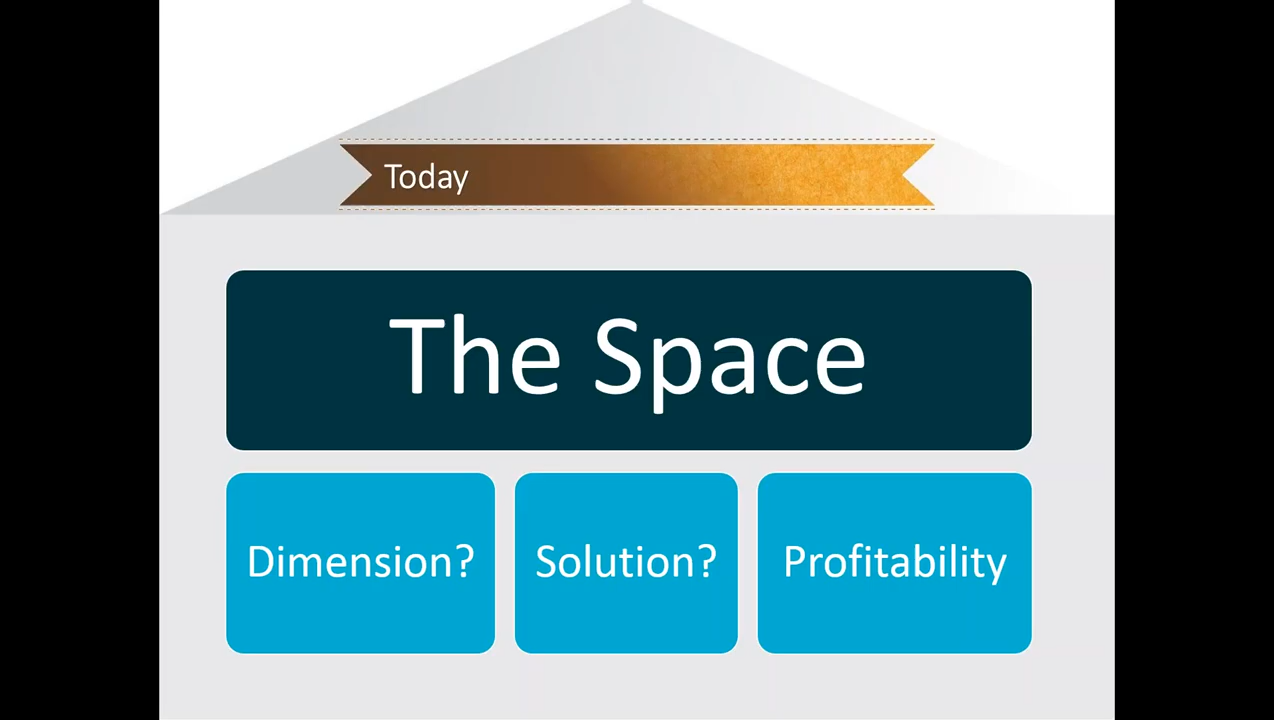 Today
The Space
Dimension?
Solution?
Profitability